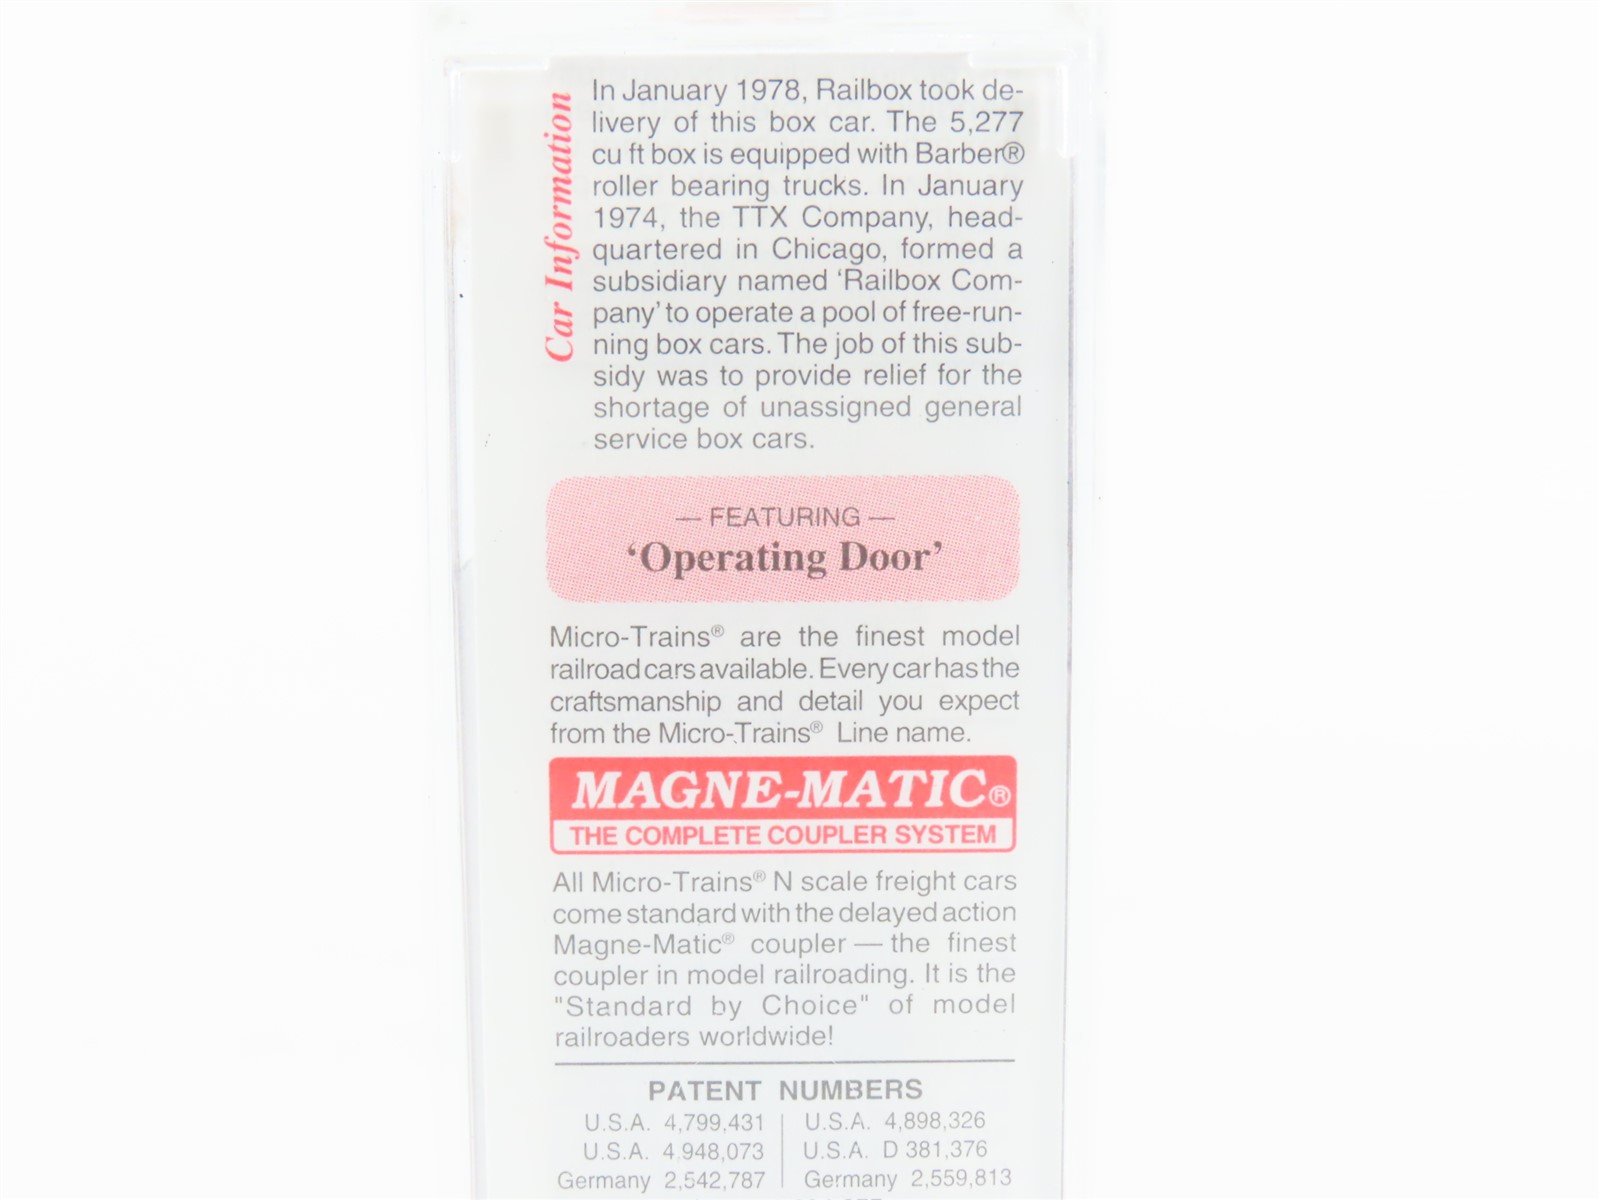 Car Information
In January 1978, Railbox took de-
livery of this box car. The 5,277
cu ft box is equipped with Barber®
roller bearing trucks. In January
1974, the TTX Company, head-
quartered in Chicago, formed a
subsidiary named ‘Railbox Com-
pany’ to operate a pool of free-run-
ning box cars. The job of this sub-
sidy was to provide relief for the
shortage of unassigned general
service box cars.
— FEATURING —
‘Operating Door’
Micro-Trains® are the finest model
railroad cars available. Every car has the
craftsmanship and detail you expect
from the Micro-Trains® Line name.
MAGNE-MATIC®
THE COMPLETE COUPLER SYSTEM
All Micro-Trains® N scale freight cars
come standard with the delayed action
Magne-Matic® coupler — the finest
coupler in model railroading. It is the
"Standard by Choice" of model
railroaders worldwide!
PATENT NUMBERS
U.S.A. 4,799,431 | U.S.A. 4,898,326
U.S.A. 4,948,073 | U.S.A. D 381,376
Germany 2,542,787 | Germany 2,559,813